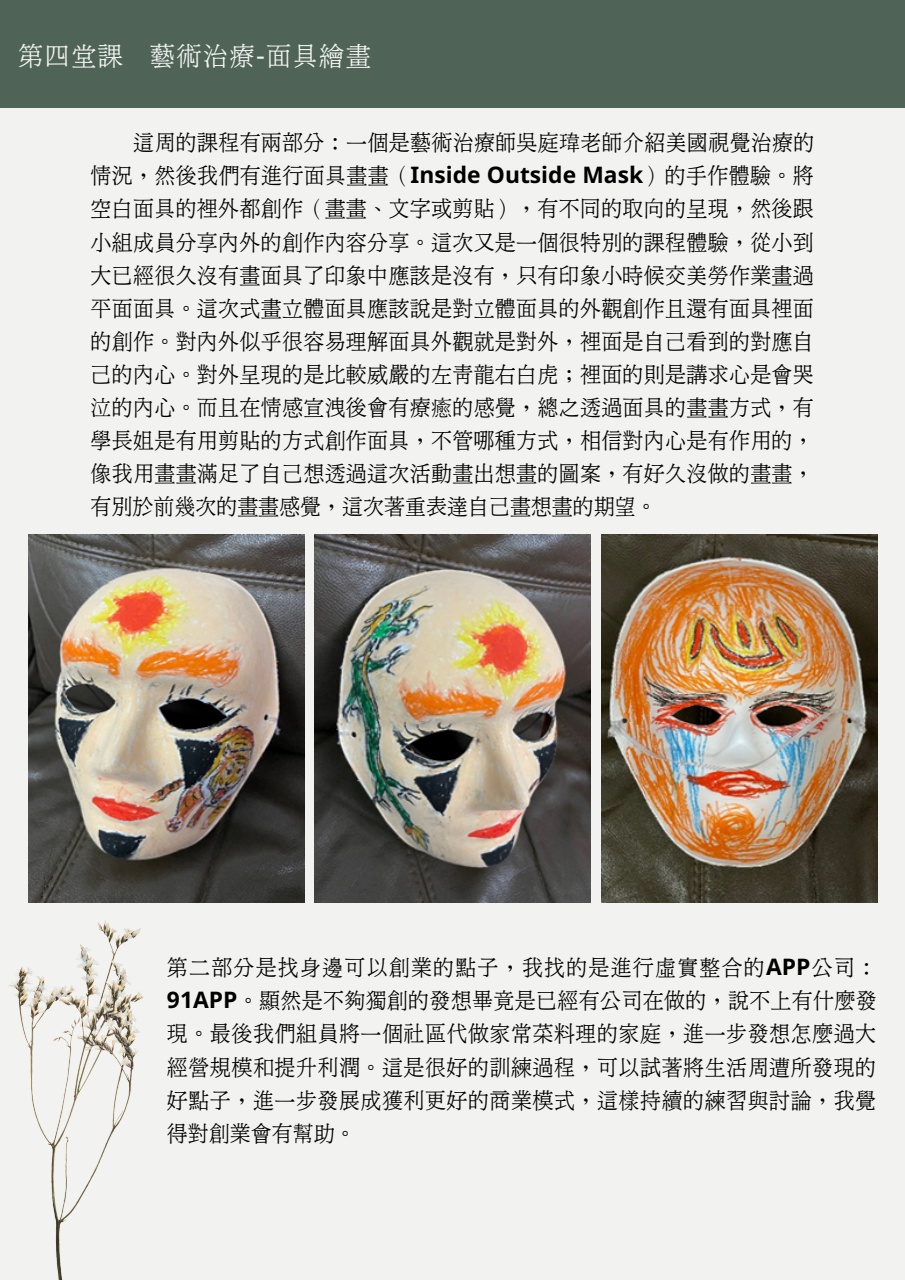 第四堂課　藝術治療-面具繪畫
這周的課程有兩部分：一個是藝術治療師吳庭瑋老師介紹美國視覺治療的
情況，然後我們有進行面具畫畫（Inside Outside Mask）的手作體驗。將
空白面具的裡外都創作（畫畫、文字或剪貼），有不同的取向的呈現，然後跟
小組成員分享內外的創作內容分享。這次又是一個很特別的課程體驗，從小到
大已經很久沒有畫面具了印象中應該是沒有，只有印象小時候交美勞作業畫過
平面面具。這次式畫立體面具應該說是對立體面具的外觀創作且還有面具裡面
的創作。對內外似乎很容易理解面具外觀就是對外，裡面是自己看到的對應自
己的內心。對外呈現的是比較威嚴的左青龍右白虎；裡面的則是講求心是會哭
泣的內心。而且在情感宣洩後會有療癒的感覺，總之透過面具的畫畫方式，有
學長姐是有用剪貼的方式創作面具，不管哪種方式，相信對內心是有作用的，
像我用畫畫滿足了自己想透過這次活動畫出想畫的圖案，有好久沒做的畫畫，
有別於前幾次的畫畫感覺，這次著重表達自己畫想畫的期望。
第二部分是找身邊可以創業的點子，我找的是進行虛實整合的APP公司：
91APP。顯然是不夠獨創的發想畢竟是已經有公司在做的，說不上有什麼發
現。最後我們組員將一個社區代做家常菜料理的家庭，進一步發想怎麼過大
經營規模和提升利潤。這是很好的訓練過程，可以試著將生活周遭所發現的
好點子，進一步發展成獲利更好的商業模式，這樣持續的練習與討論，我覺
得對創業會有幫助。